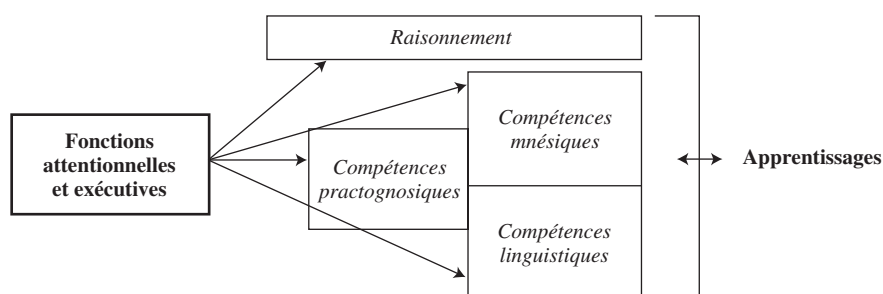 Raisonnement
Fonctions
attentionnelles
et exécutives
Compétences
mnésiques
Compétences
practognosiques
Compétences
linguistiques
Apprentissages